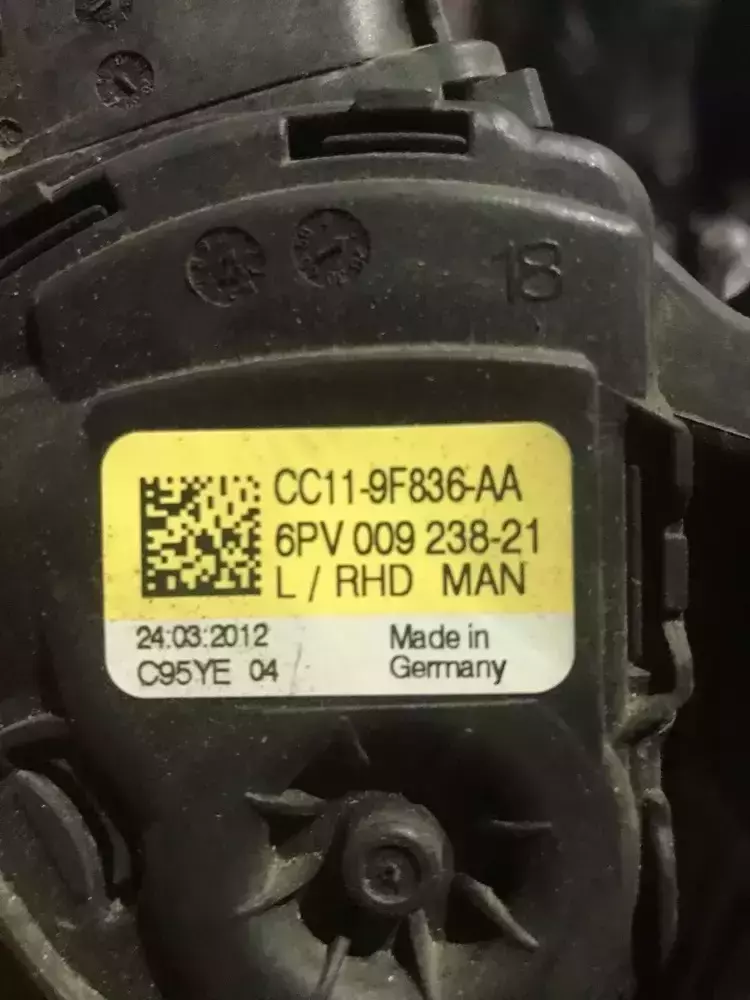 18
CC11-9F836-AA
6PV 009 238-21
L / RHD MAN
24:03:2012 Made in
C95YE 04 Germany